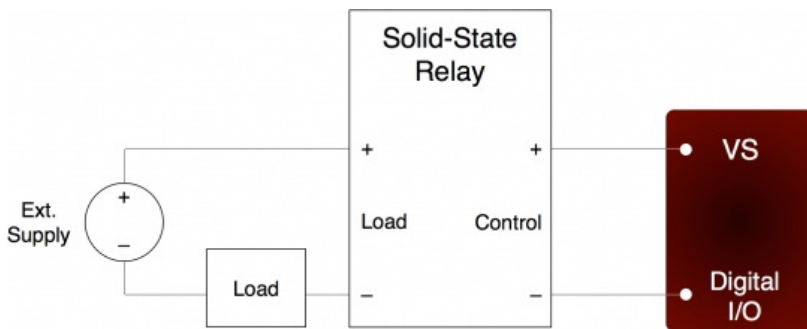 Solid-State
Relay
+
+
VS
+
Ext.
Supply
Load
Control
−
Load
−
−
Digital
I/O